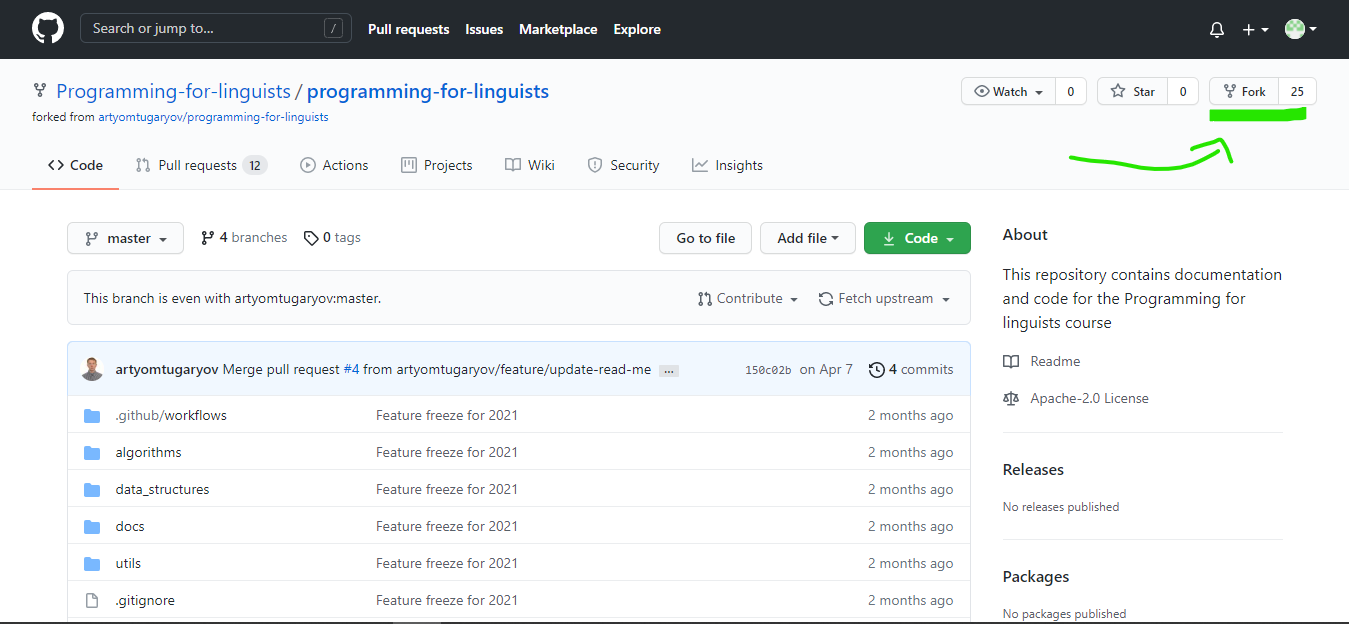 Search or jump to... / Pull requests Issues Marketplace Explore
Programming-for-linguists / programming-for-linguists Watch 0 Star 0 Fork 25
forked from artyomtugaryov/programming-for-linguists
Code Pull requests 12 Actions Projects Wiki Security Insights
master 4 branches 0 tags Go to file Add file Code
About
This repository contains documentation
and code for the Programming for
linguists course
Readme
Apache-2.0 License
Releases
No releases published
Packages
No packages published
This branch is even with artyomtugaryov:master. Contribute Fetch upstream
artyomtugaryov Merge pull request #4 from artyomtugaryov/feature/update-read-me ... 150c02b on Apr 7 4 commits
.github/workflows Feature freeze for 2021 2 months ago
algorithms Feature freeze for 2021 2 months ago
data_structures Feature freeze for 2021 2 months ago
docs Feature freeze for 2021 2 months ago
utils Feature freeze for 2021 2 months ago
.gitignore Feature freeze for 2021 2 months ago